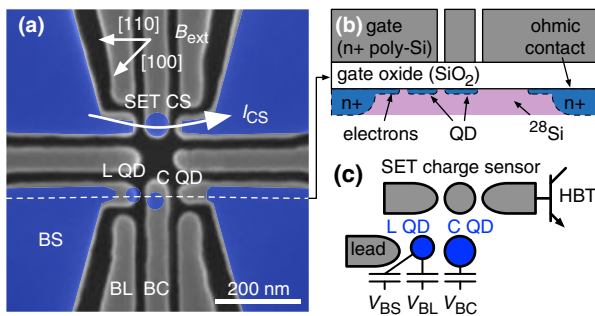 (a)
[110]
B_ext
[100]
SET CS
I_CS
L QD
C QD
BS
BL
BC
200 nm
(b)
gate
(n+ poly-Si)
ohmic
contact
gate oxide (SiO₂)
n+
n+
electrons
QD
²⁸Si
(c)
SET charge sensor
HBT
L QD
C QD
lead
V_BS
V_BL
V_BC